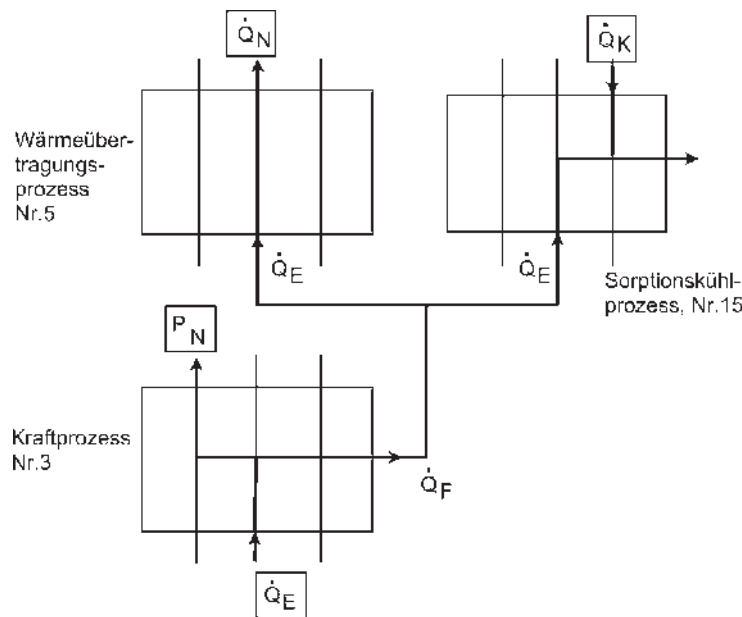 Q̇N
Q̇K
Wärmeüber-
tragungs-
prozess
Nr.5
Q̇E
Q̇E
Sorptionskühl-
prozess, Nr.15
PN
Kraftprozess
Nr.3
Q̇F
Q̇E